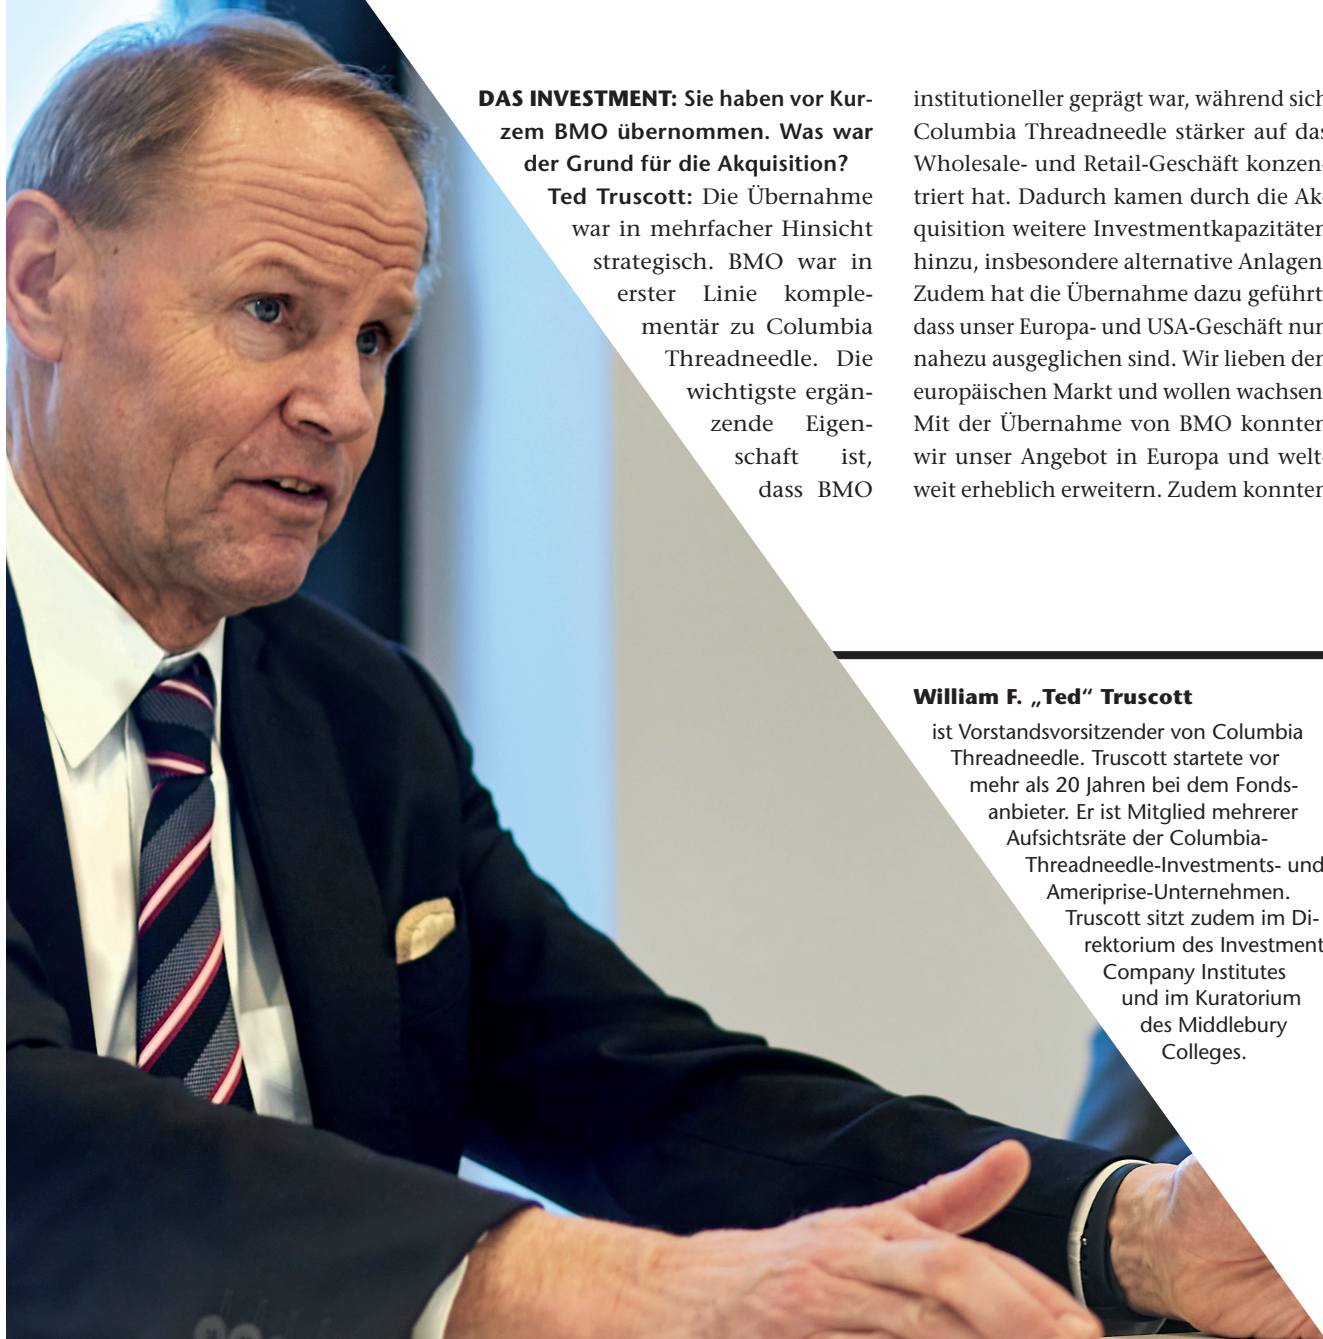 DAS INVESTMENT: Sie haben vor Kur-
zem BMO übernommen. Was war
der Grund für die Akquisition?
Ted Truscott: Die Übernahme
war in mehrfacher Hinsicht
strategisch. BMO war in
erster Linie komple-
mentär zu Columbia
Threadneedle. Die
wichtigste ergän-
zende Eigen-
schaft ist,
dass BMO
institutioneller geprägt war, während sich
Columbia Threadneedle stärker auf das
Wholesale- und Retail-Geschäft konzen-
triert hat. Dadurch kamen durch die Ak-
quisition weitere Investmentkapazitäten
hinzu, insbesondere alternative Anlagen
Zudem hat die Übernahme dazu geführt
dass unser Europa- und USA-Geschäft nun
nahezu ausgeglichen sind. Wir lieben den
europäischen Markt und wollen wachsen
Mit der Übernahme von BMO konnten
wir unser Angebot in Europa und welt-
weit erheblich erweitern. Zudem konnten
William F. „Ted“ Truscott
ist Vorstandsvorsitzender von Columbia
Threadneedle. Truscott startete vor
mehr als 20 Jahren bei dem Fonds-
anbieter. Er ist Mitglied mehrerer
Aufsichtsräte der Columbia-
Threadneedle-Investments- und
Ameriprise-Unternehmen.
Truscott sitzt zudem im Di-
rektorium des Investment
Company Institutes
und im Kuratorium
des Middlebury
Colleges.